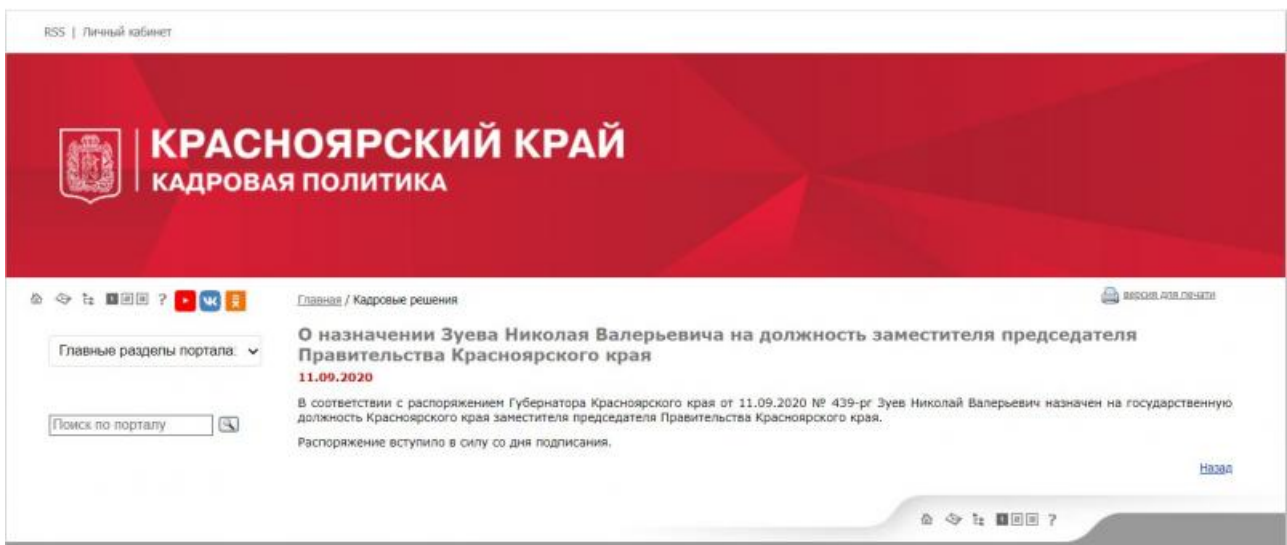 RSS | Личный кабинет
КРАСНОЯРСКИЙ КРАЙ
КАДРОВАЯ ПОЛИТИКА
Главная / Кадровые решения
версия для печати
Главные разделы портала:
О назначении Зуева Николая Валерьевича на должность заместителя председателя
Правительства Красноярского края
11.09.2020
В соответствии с распоряжением Губернатора Красноярского края от 11.09.2020 № 439-рг Зуев Николай Валерьевич назначен на государственную
должность Красноярского края заместителя председателя Правительства Красноярского края.
Поиск по порталу
Распоряжение вступило в силу со дня подписания.
Назад